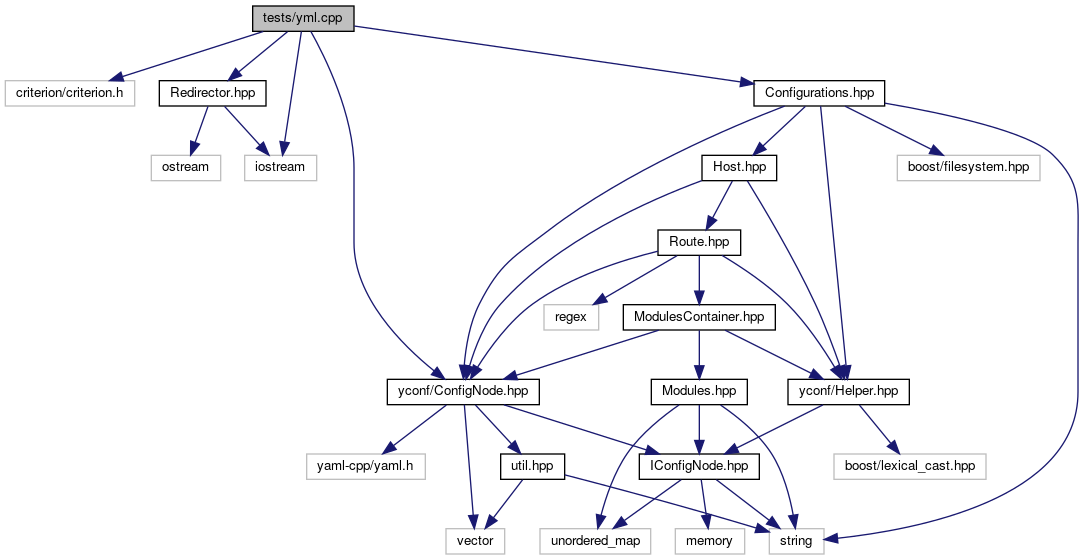 tests/yml.cpp
criterion/criterion.h
Redirector.hpp
Configurations.hpp
ostream
iostream
Host.hpp
boost/filesystem.hpp
Route.hpp
regex
ModulesContainer.hpp
yconf/ConfigNode.hpp
Modules.hpp
yconf/Helper.hpp
yaml-cpp/yaml.h
util.hpp
IConfigNode.hpp
boost/lexical_cast.hpp
vector
unordered_map
memory
string